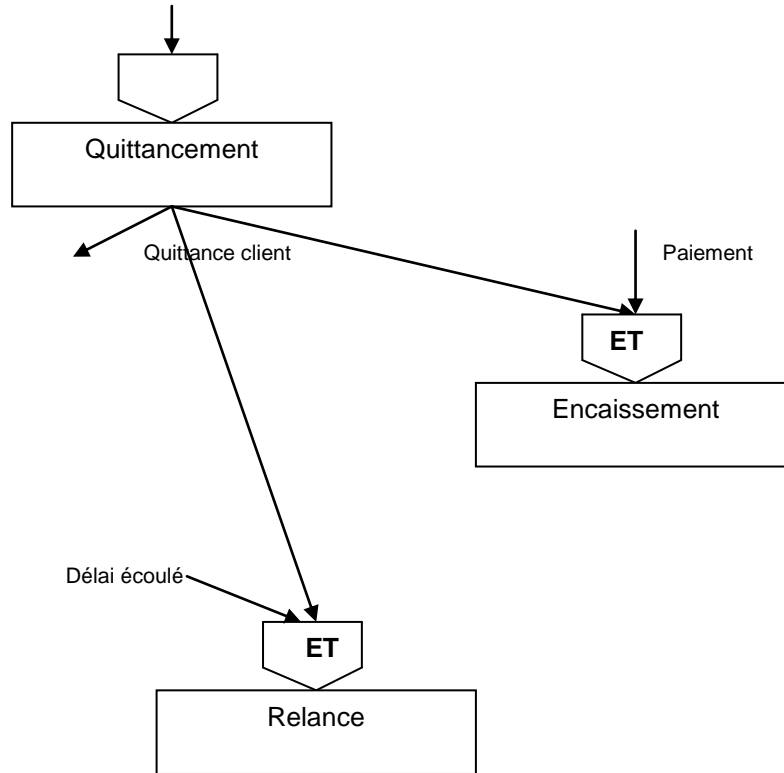 Quittancement
Quittance client
Paiement
ET
Encaissement
Délai écoulé
ET
Relance